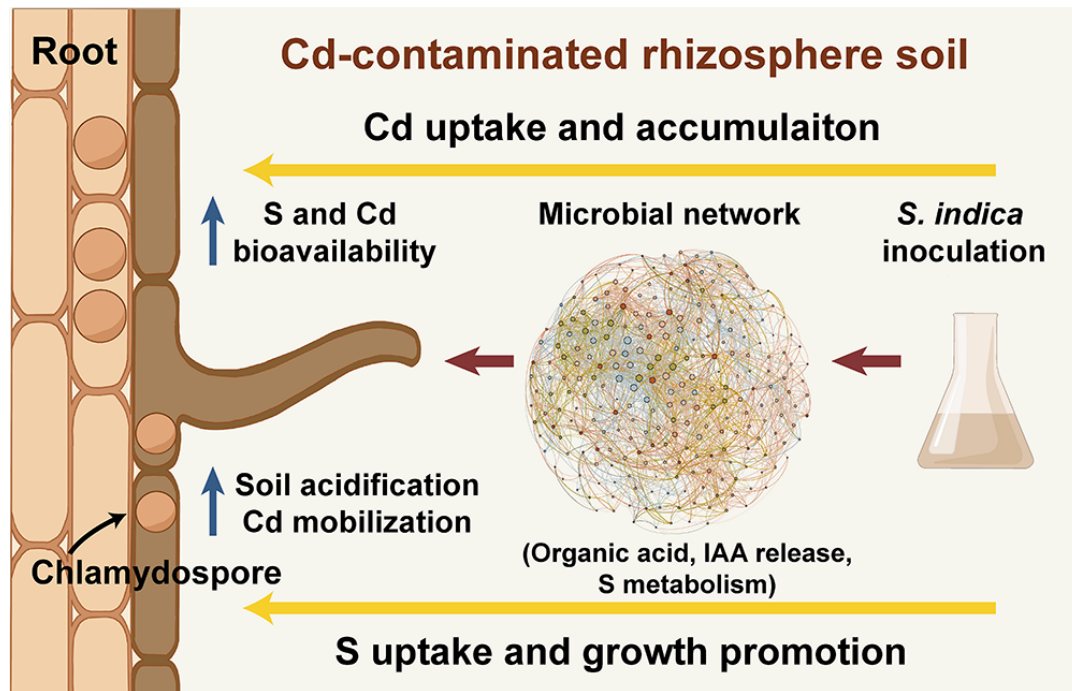 Root
Cd-contaminated rhizosphere soil
Cd uptake and accumulaiton
S and Cd
bioavailability
Microbial network
S. indica
inoculation
Soil acidification
Cd mobilization
Chlamydospore
(Organic acid, IAA release,
S metabolism)
S uptake and growth promotion